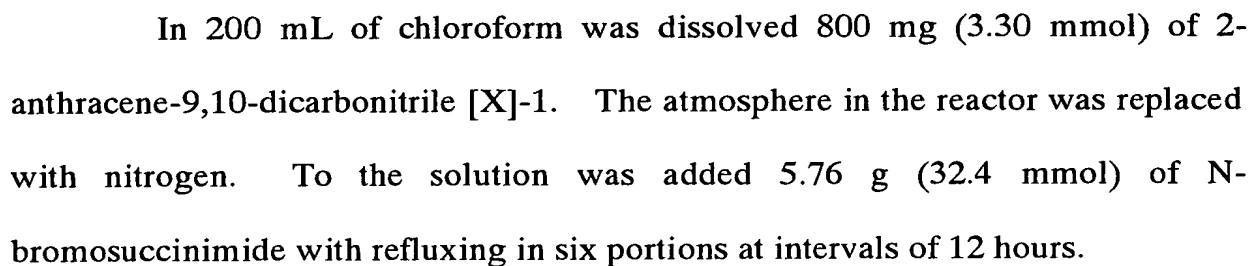 In 200 mL of chloroform was dissolved 800 mg (3.30 mmol) of 2-
anthracene-9,10-dicarbonitrile [X]-1. The atmosphere in the reactor was replaced
with nitrogen. To the solution was added 5.76 g (32.4 mmol) of N-
bromosuccinimide with refluxing in six portions at intervals of 12 hours.